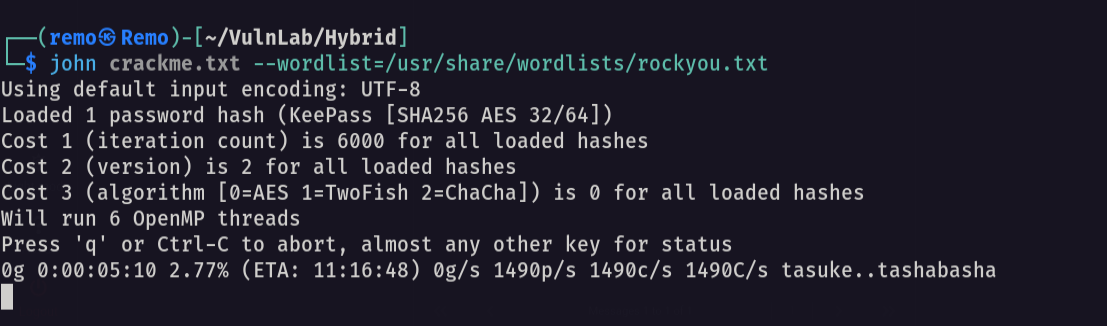 ┌──(remo㉿Remo)-[~/VulnLab/Hybrid]
└─$ john crackme.txt --wordlist=/usr/share/wordlists/rockyou.txt
Using default input encoding: UTF-8
Loaded 1 password hash (KeePass [SHA256 AES 32/64])
Cost 1 (iteration count) is 6000 for all loaded hashes
Cost 2 (version) is 2 for all loaded hashes
Cost 3 (algorithm [0=AES 1=TwoFish 2=ChaCha]) is 0 for all loaded hashes
Will run 6 OpenMP threads
Press 'q' or Ctrl-C to abort, almost any other key for status
0g 0:00:05:10 2.77% (ETA: 11:16:48) 0g/s 1490p/s 1490c/s 1490C/s tasuke..tashabasha